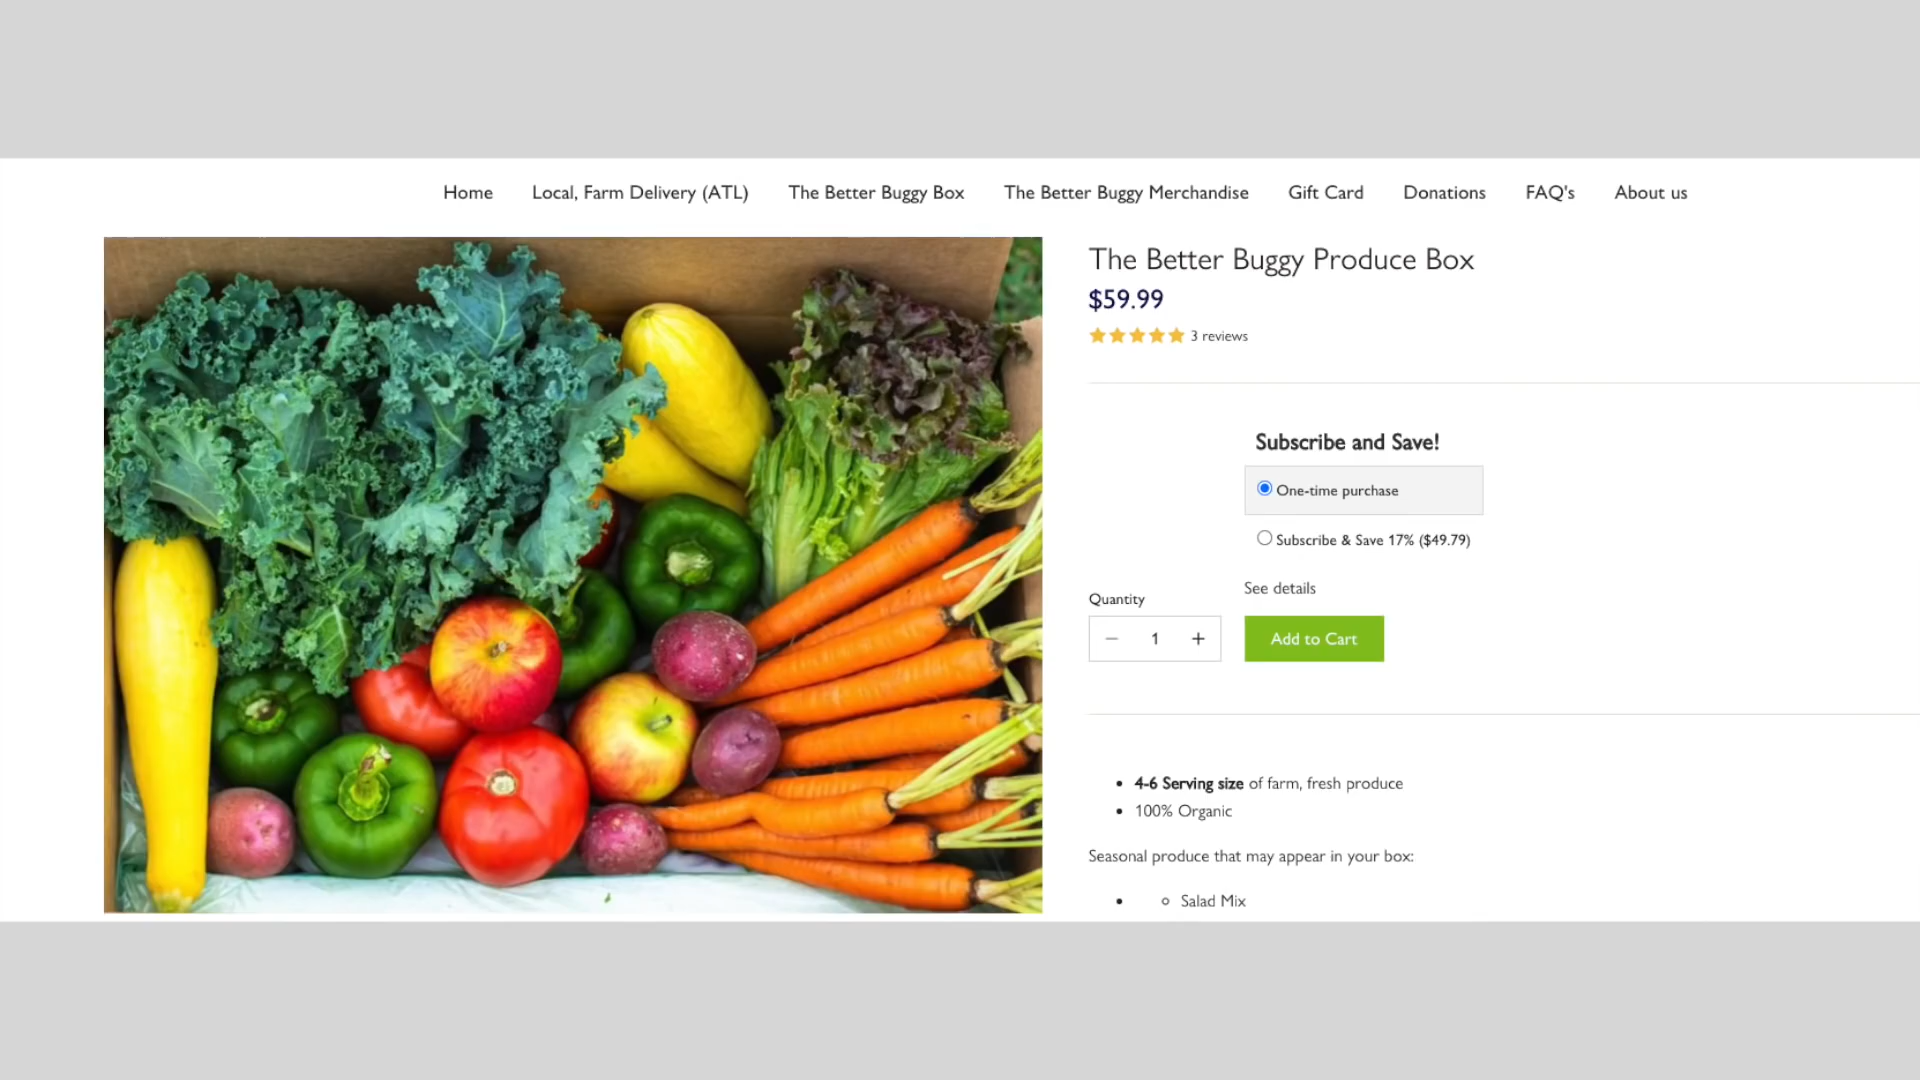 Home Local, Farm Delivery (ATL) The Better Buggy Box The Better Buggy Merchandise Gift Card Donations FAQ's About us
The Better Buggy Produce Box
$59.99
3 reviews
Subscribe and Save!
One-time purchase
Subscribe & Save 17% ($49.79)
See details
Quantity
− 1 +
Add to Cart
• 4-6 Serving size of farm, fresh produce
• 100% Organic
Seasonal produce that may appear in your box:
• ○ Salad Mix